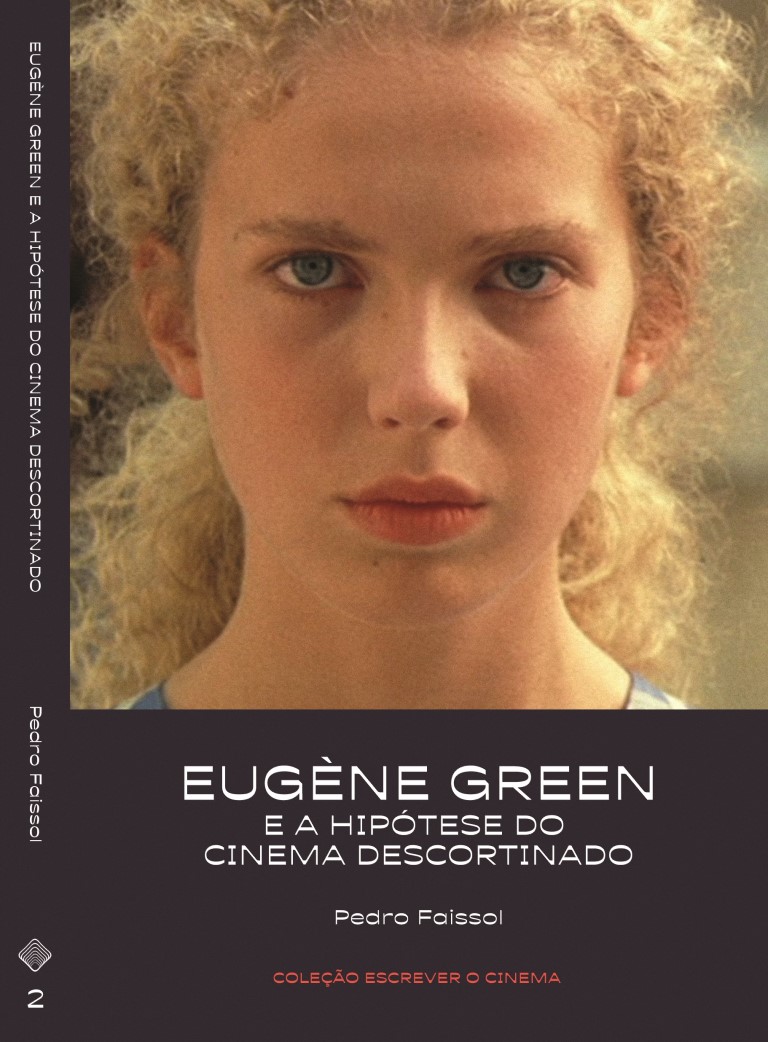 EUGÈNE GREEN E A HIPÓTESE DO CINEMA DESCORTINADO
Pedro Faissol
2
EUGÈNE GREEN
E A HIPÓTESE DO
CINEMA DESCORTINADO
Pedro Faissol
COLEÇÃO ESCREVER O CINEMA